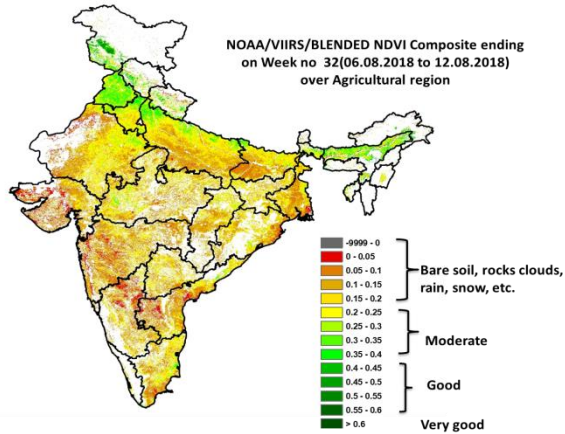 NOAA/VIIRS/BLENDED NDVI Composite ending
on Week no 32(06.08.2018 to 12.08.2018)
over Agricultural region
-9999 - 0
0 - 0.05
0.05 - 0.1
0.1 - 0.15
0.15 - 0.2
0.2 - 0.25
0.25 - 0.3
0.3 - 0.35
0.35 - 0.4
0.4 - 0.45
0.45 - 0.5
0.5 - 0.55
0.55 - 0.6
> 0.6
Bare soil, rocks clouds,
rain, snow, etc.
Moderate
Good
Very good